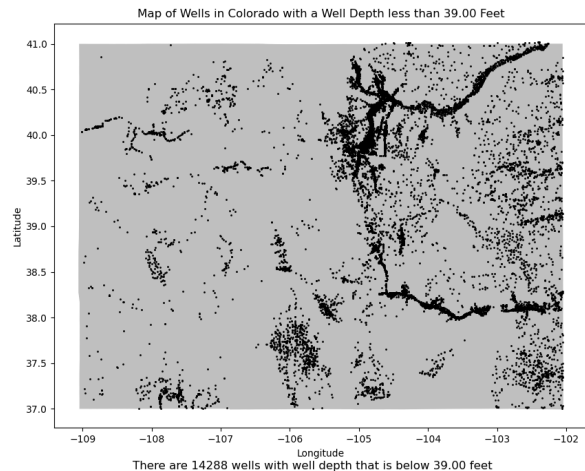 Map of Wells in Colorado with a Well Depth less than 39.00 Feet
41.0
40.5
40.0
39.5
39.0
38.5
38.0
37.5
37.0
Latitude
−109 −108 −107 −106 −105 −104 −103 −102
Longitude
There are 14288 wells with well depth that is below 39.00 feet